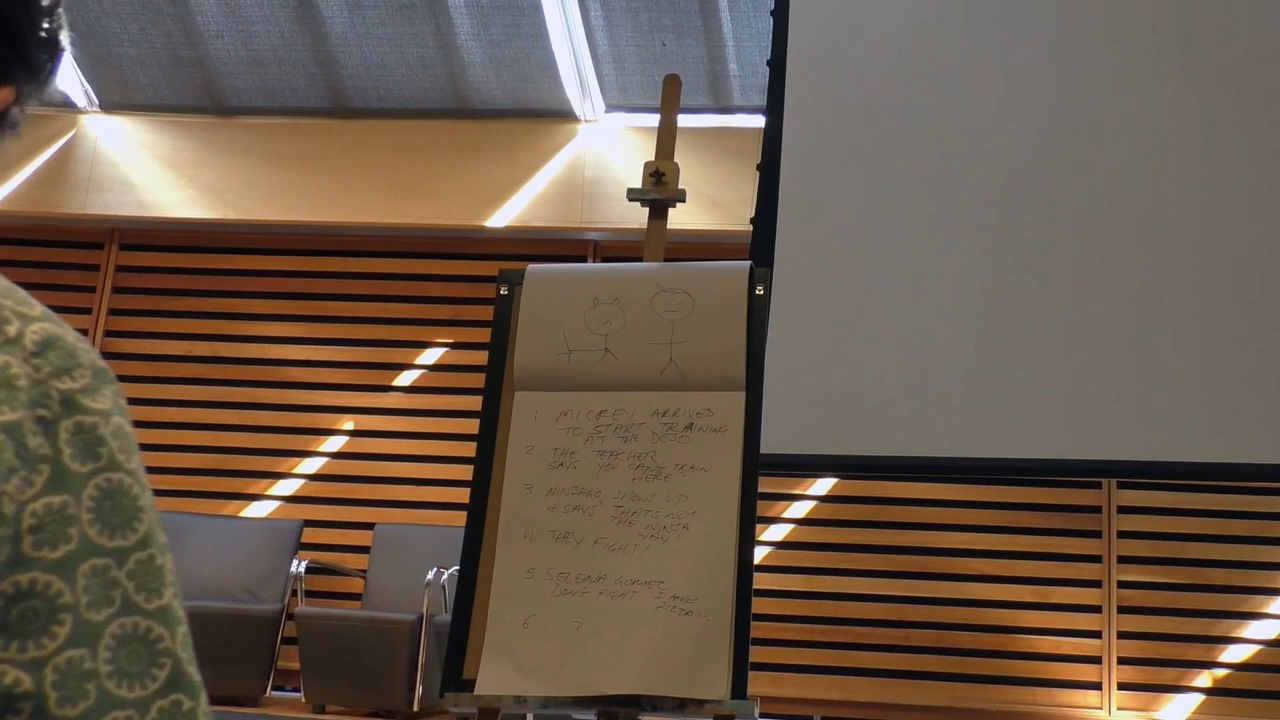 1 MICKEY ARRIVES
TO START TRAINING
AT THE DOJO
2 THE TEACHER
SAYS "YOU CAN'T TRAIN
HERE"
3 NINJAGO SHOWS UP
& SAYS "THAT'S NOT
THE NINJA
WAY"
4. THEY FIGHT!
5. SELENA GOMEZ
DON'T FIGHT I HAVE
PIZZA!..
6 ?